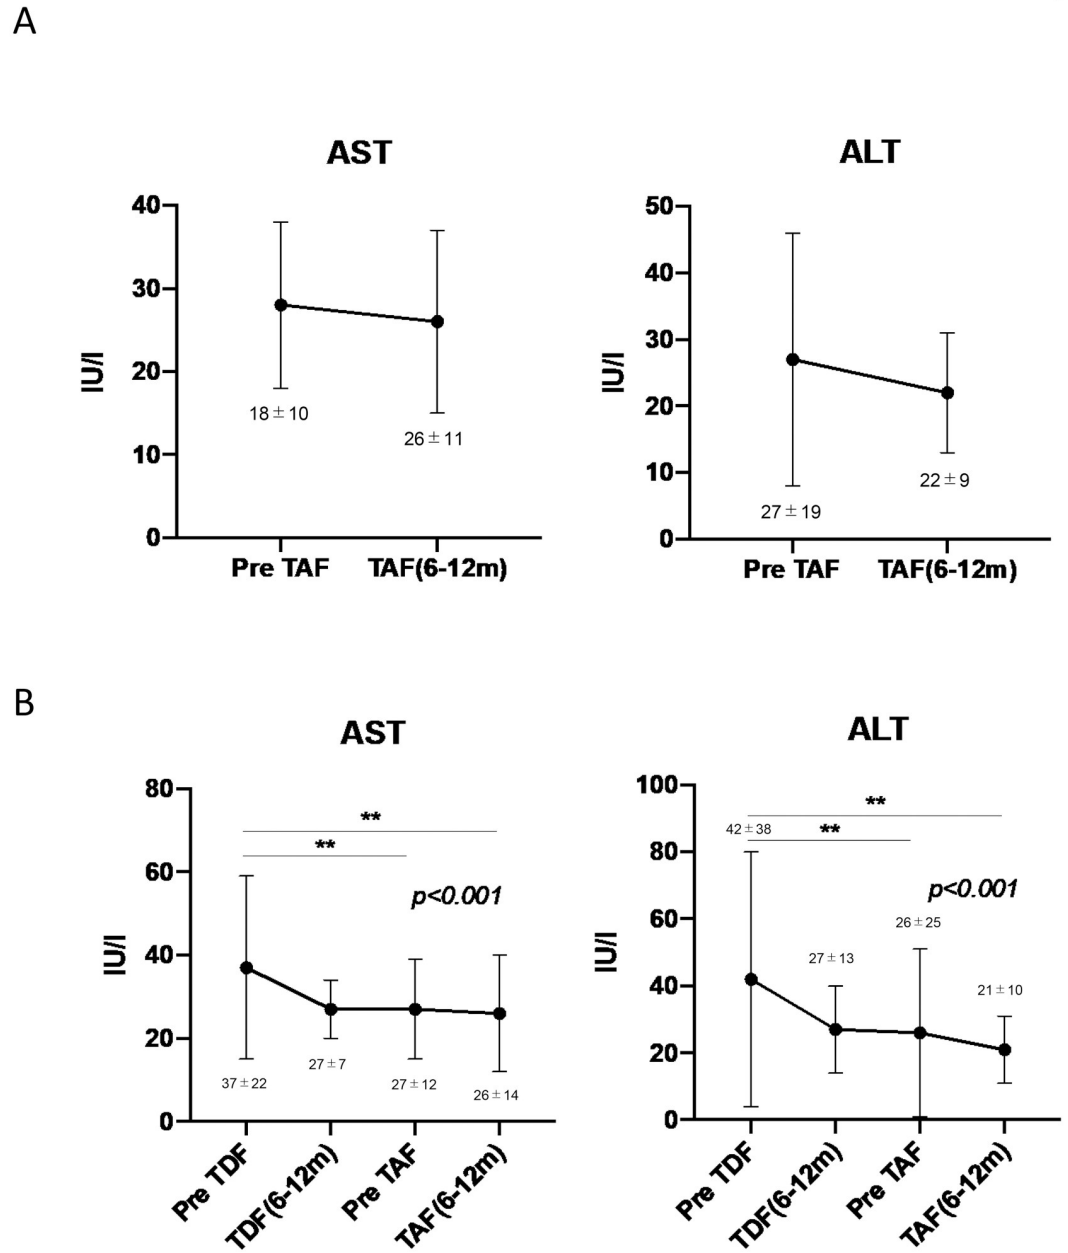 A
AST
40
30
20
10
0
IU/l
18±10
26±11
Pre TAF
TAF(6-12m)
ALT
50
40
30
20
10
0
IU/l
27±19
22±9
Pre TAF
TAF(6-12m)
B
AST
80
60
40
20
0
IU/l
**
**
p<0.001
37±22
27±7
27±12
26±14
Pre TDF
TDF(6-12m)
Pre TAF
TAF(6-12m)
ALT
100
80
60
40
20
0
IU/l
**
42±38
**
p<0.001
26±25
27±13
21±10
Pre TDF
TDF(6-12m)
Pre TAF
TAF(6-12m)